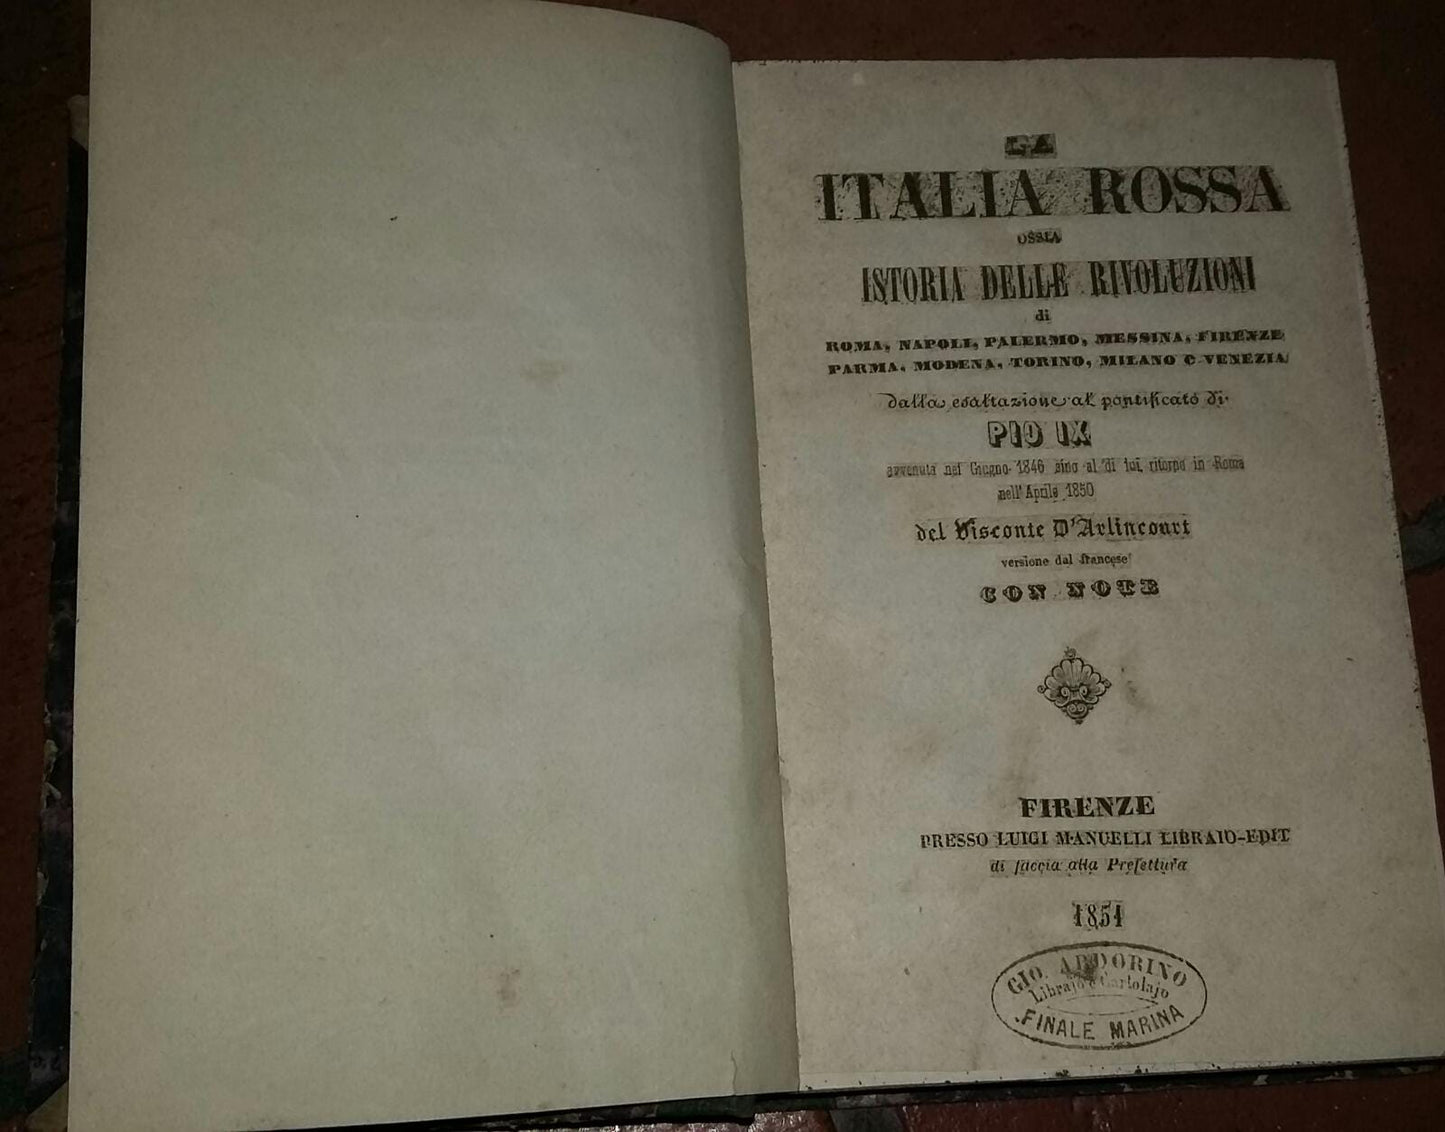 LA
ITALIA ROSSA
OSSIA
ISTORIA DELLE RIVOLUZIONI
di
ROMA, NAPOLI, PALERMO, MESSINA, FIRENZE
PARMA, MODENA, TORINO, MILANO e VENEZIA
dalla esaltazione al pontificato di
PIO IX
avvenuta nel Giugno 1846 sino al di lui ritorno in Roma
nell'Aprile 1850
del Visconte D'Arlincourt
versione dal francese
CON NOTE
FIRENZE
PRESSO LUIGI MANUELLI LIBRAIO-EDIT
di faccia alla Prefettura
1851
GIO. ARDORINO
Librajo e Cartolajo
FINALE MARINA